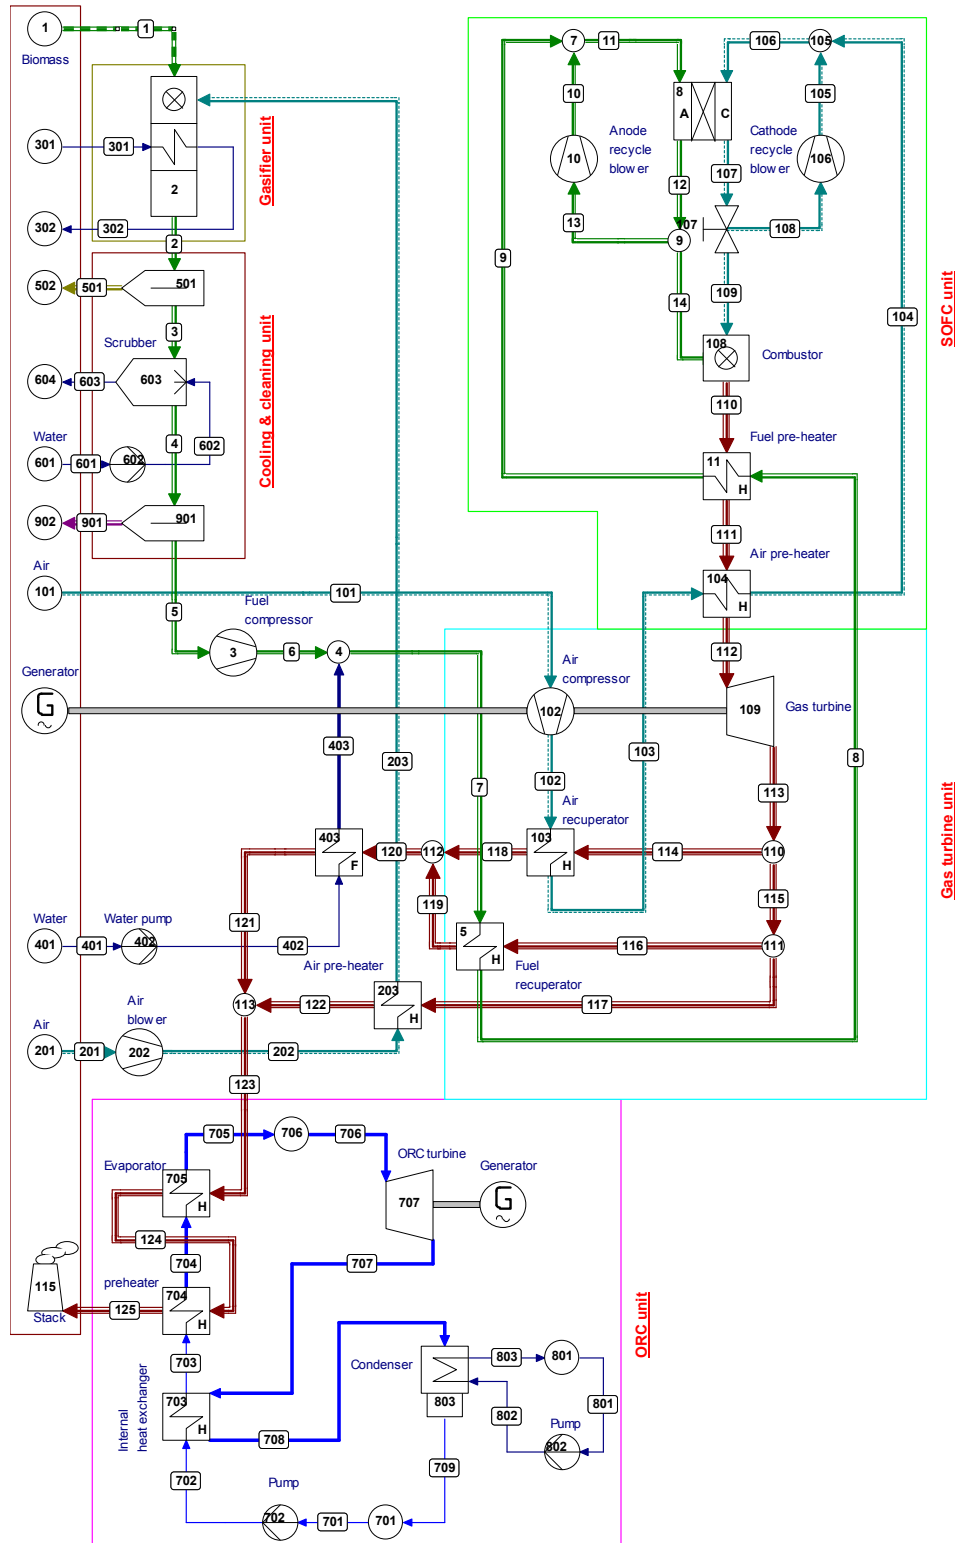 1
1
Biomass
7
11
106
105
10
105
8
A
C
Gasifier unit
301
301
Anode
recycle
blower
10
Cathode
recycle
blower
106
107
2
12
302
302
13
107
108
2
9
9
502
501
501
14
109
SOFC unit
104
3
Scrubber
108
Combustor
604
603
603
Cooling & cleaning unit
110
4
602
Water
601
601
602
Fuel pre-heater
11
H
902
901
901
111
Air pre-heater
Air
101
101
104
H
5
Fuel
compressor
3
6
4
112
Air
compressor
Generator
G
~
102
109
Gas turbine
403
103
203
8
102
7
113
Gas turbine unit
Air
recuperator
403
F
120
112
118
103
H
114
110
119
115
121
Water
401
401
Water pump
402
402
5
H
116
111
Air pre-heater
Fuel
recuperator
203
H
113
122
117
Air
blower
Air
201
201
202
202
123
705
706
706
ORC turbine
Evaporator
705
H
707
Generator
G
~
124
704
707
115
Stack
125
preheater
704
H
ORC unit
703
Condenser
803
801
803
801
Internal
heat exchanger
703
H
802
708
Pump
802
709
702
Pump
702
701
701